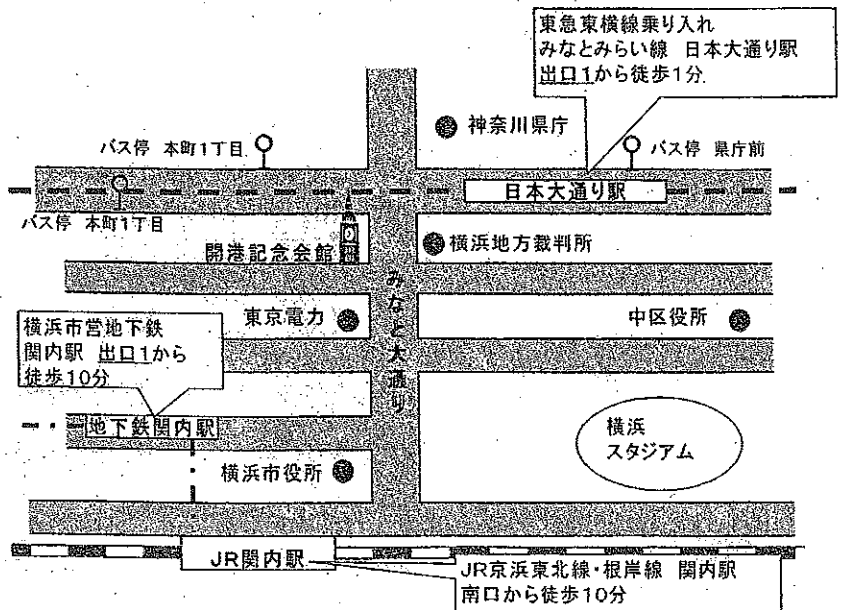 東急東横線乗り入れ
みなとみらい線 日本大通り駅
出口1から徒歩1分
神奈川県庁
バス停 本町1丁目
バス停 県庁前
日本大通り駅
バス停 本町1丁目
開港記念会館
横浜地方裁判所
みなと大通り
東京電力
中区役所
横浜市営地下鉄
関内駅 出口1から
徒歩10分
地下鉄関内駅
横浜
スタジアム
横浜市役所
JR関内駅
JR京浜東北線・根岸線 関内駅
南口から徒歩10分